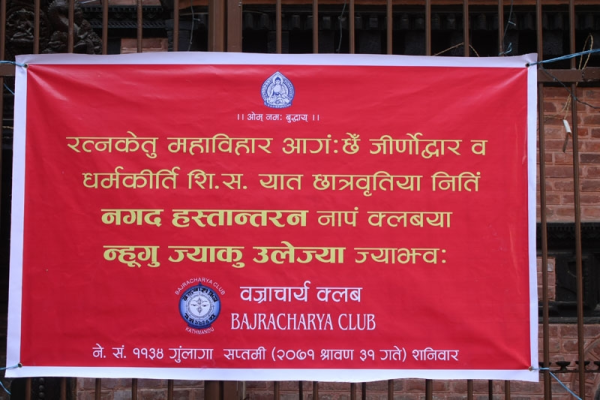 ।। ओम् नमः बुद्धाय् ।।
रत्नकेतु महाविहार आगंःछेँ जीर्णोद्वार व
धर्मकीर्ति शि.स. यात छात्रवृतिया नितिं
नगद हस्तान्तरन नापं क्लबया
न्हूगु ज्याकु उलेज्या ज्याझ्वः
BAJRACHARYA CLUB
KATHMANDU
वज्राचार्य क्लब
BAJRACHARYA CLUB
ने. सं. ११३४ गुंलागा सप्तमी (२०७१ श्रावण ३१ गते) शनिवार